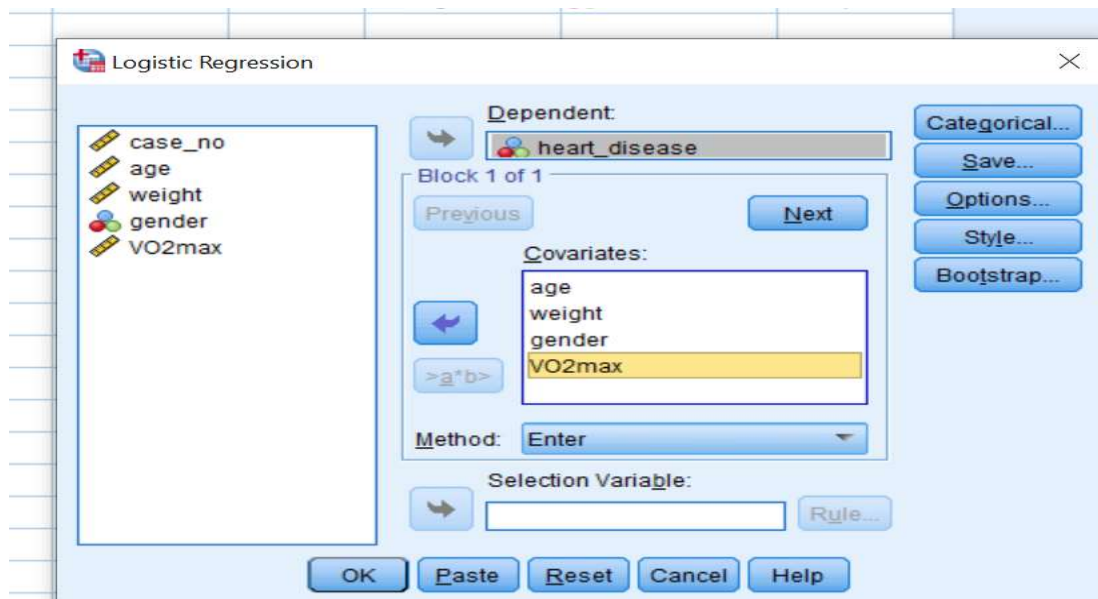 Logistic Regression
case_no
age
weight
gender
VO2max
Dependent:
heart_disease
Block 1 of 1
Previous
Next
Covariates:
age
weight
gender
VO2max
>a*b>
Method:
Enter
Selection Variable:
Rule...
Categorical...
Save...
Options...
Style...
Bootstrap...
OK
Paste
Reset
Cancel
Help